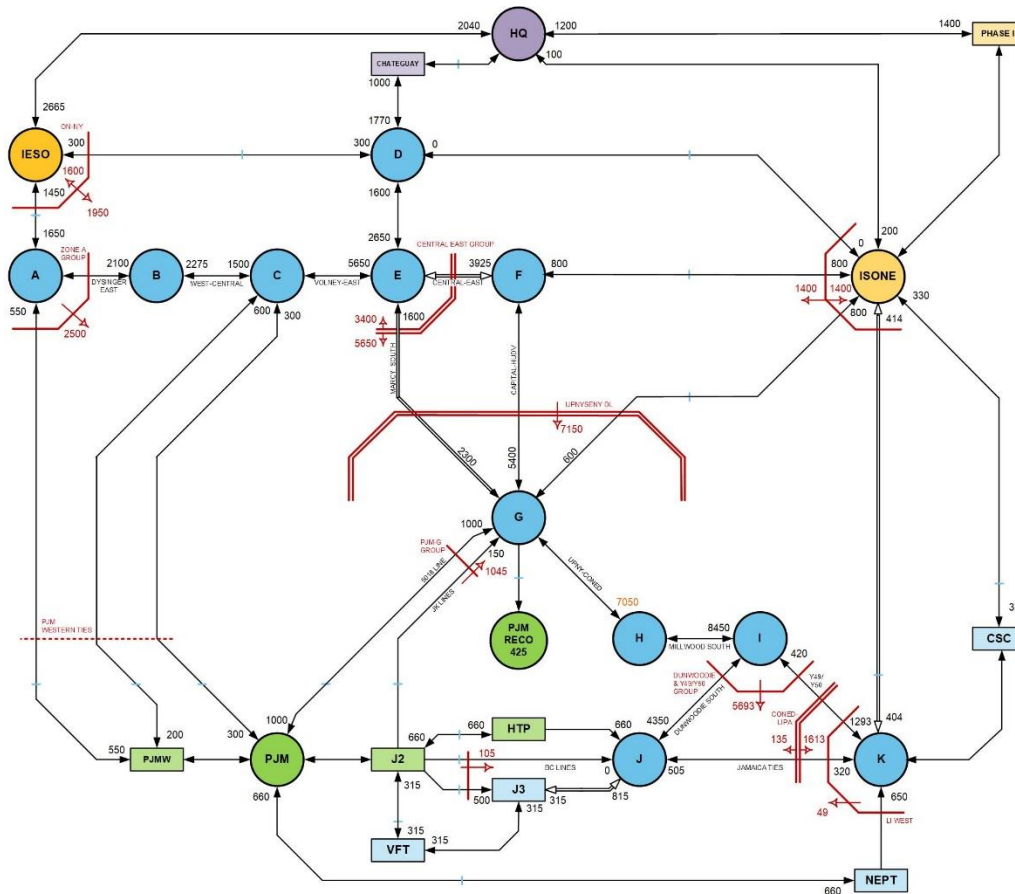 2040
HQ
1200
1400
PHASE I
100
CHATEGUAY
1000
2665
1770
ON-NY
IESO
300
300
D
0
1600
1450
1950
1600
1650
2650
CENTRAL EAST GROUP
200
0
ZONE A
GROUP
A
2100
B
2275
1500
C
5650
E
3925
F
800
800
ISONE
DYSINGER
EAST
WEST-CENTRAL
VOLNEY-EAST
CENTRAL-EAST
550
600
300
2500
3400
5650
1600
1400
1400
800
414
330
MARCY SOUTH
CAPITAL-HUDV
UPNYSENY DL
7150
2300
5400
600
G
1000
150
PJM-G
GROUP
1045
5018 LINE
JK LINES
UPNY-CONED
PJM
RECO
425
7050
H
8450
MILLWOOD SOUTH
I
420
3
CSC
PJM
WESTERN TIES
DUNWOODIE
& Y49/Y50
GROUP
5693
DUNWOODIE SOUTH
Y49/
Y50
CONED-
LIPA
135
1613
1293
404
550
PJMW
200
300
1000
PJM
660
J2
660
660
HTP
660
4350
J
505
JAMAICA TIES
320
K
105
BC LINES
0
315
500
J3
315
815
315
650
49
LI WEST
315
VFT
315
660
NEPT